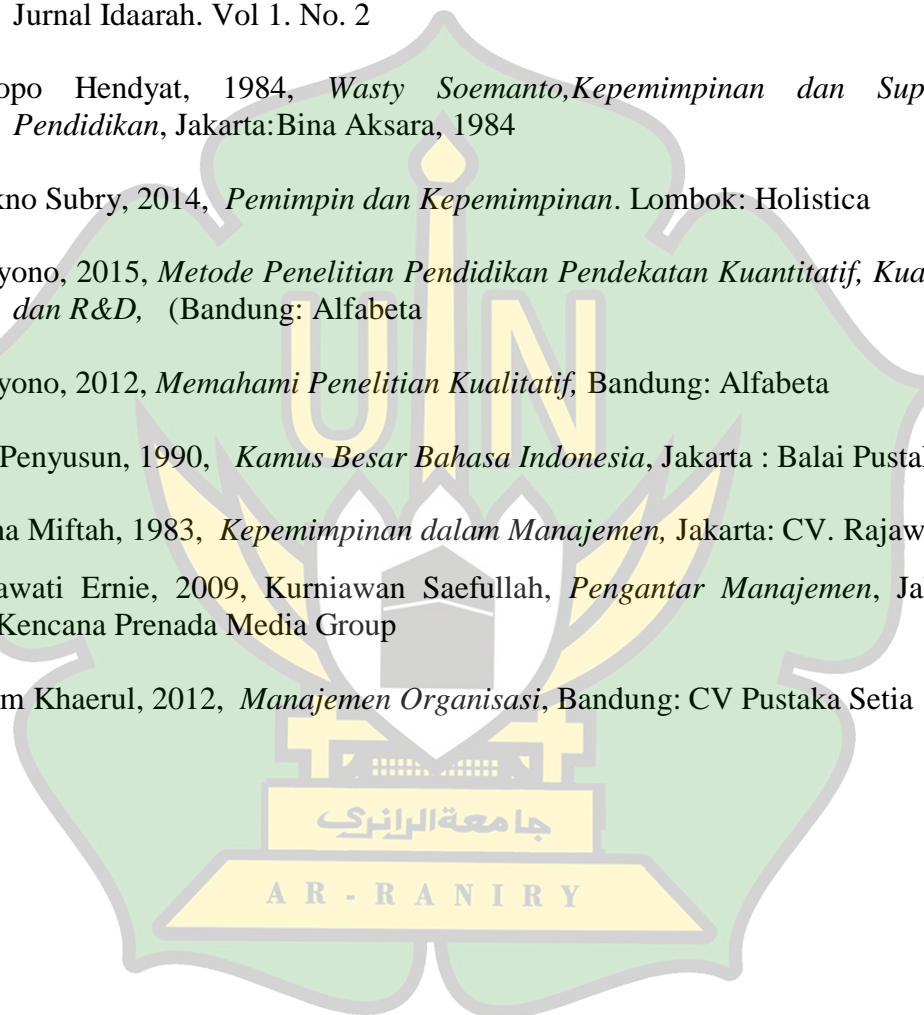 Jurnal Idaarah. Vol 1. No. 2
opo Hendyat, 1984, Wasty Soemanto,Kepemimpinan dan Sup
Pendidikan, Jakarta:Bina Aksara, 1984
kno Subry, 2014, Pemimpin dan Kepemimpinan. Lombok: Holistica
yono, 2015, Metode Penelitian Pendidikan Pendekatan Kuantitatif, Kua
dan R&D, (Bandung: Alfabeta
yono, 2012, Memahami Penelitian Kualitatif, Bandung: Alfabeta
Penyusun, 1990, Kamus Besar Bahasa Indonesia, Jakarta : Balai Pusta
na Miftah, 1983, Kepemimpinan dalam Manajemen, Jakarta: CV. Rajaw
awati Ernie, 2009, Kurniawan Saefullah, Pengantar Manajemen, Ja
Kencana Prenada Media Group
m Khaerul, 2012, Manajemen Organisasi, Bandung: CV Pustaka Setia
UIN
جامعة الرانري
AR-RANIRY